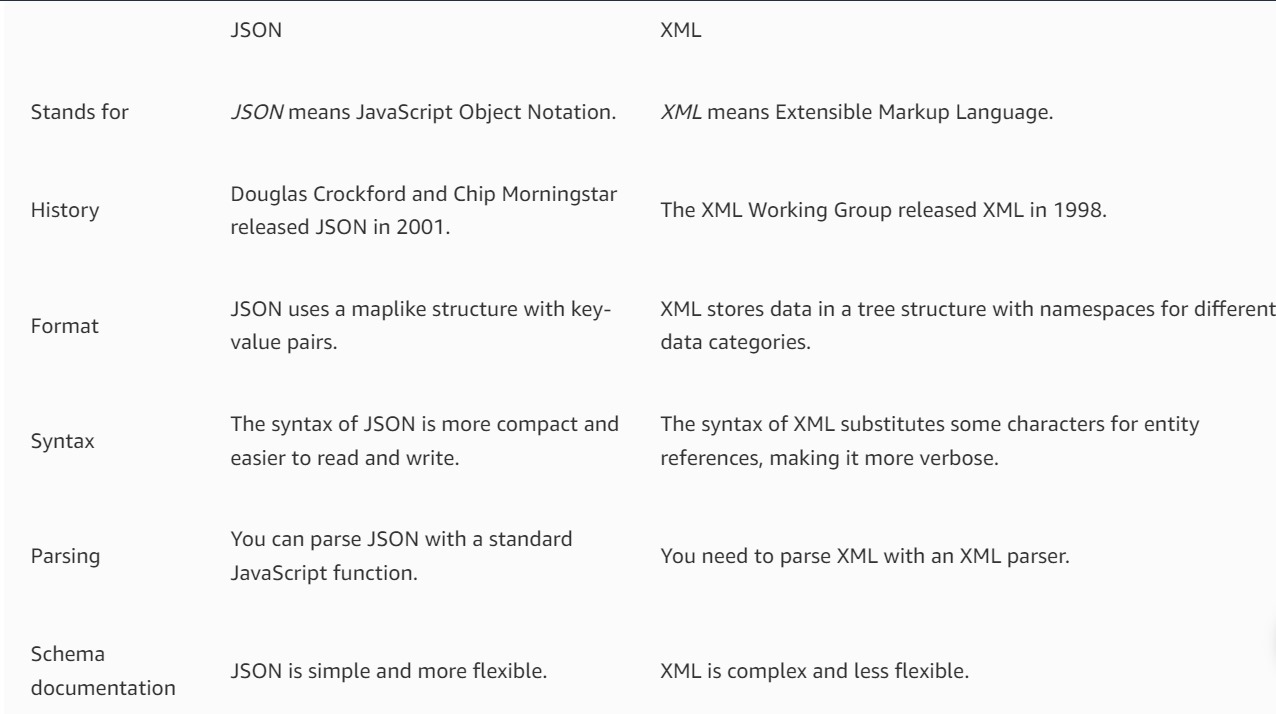 JSON XML
Stands for JSON means JavaScript Object Notation. XML means Extensible Markup Language.
History
Douglas Crockford and Chip Morningstar
released JSON in 2001.
The XML Working Group released XML in 1998.
Format
JSON uses a maplike structure with key-
value pairs.
XML stores data in a tree structure with namespaces for different
data categories.
Syntax
The syntax of JSON is more compact and
easier to read and write.
The syntax of XML substitutes some characters for entity
references, making it more verbose.
Parsing
You can parse JSON with a standard
JavaScript function.
You need to parse XML with an XML parser.
Schema
documentation
JSON is simple and more flexible.
XML is complex and less flexible.